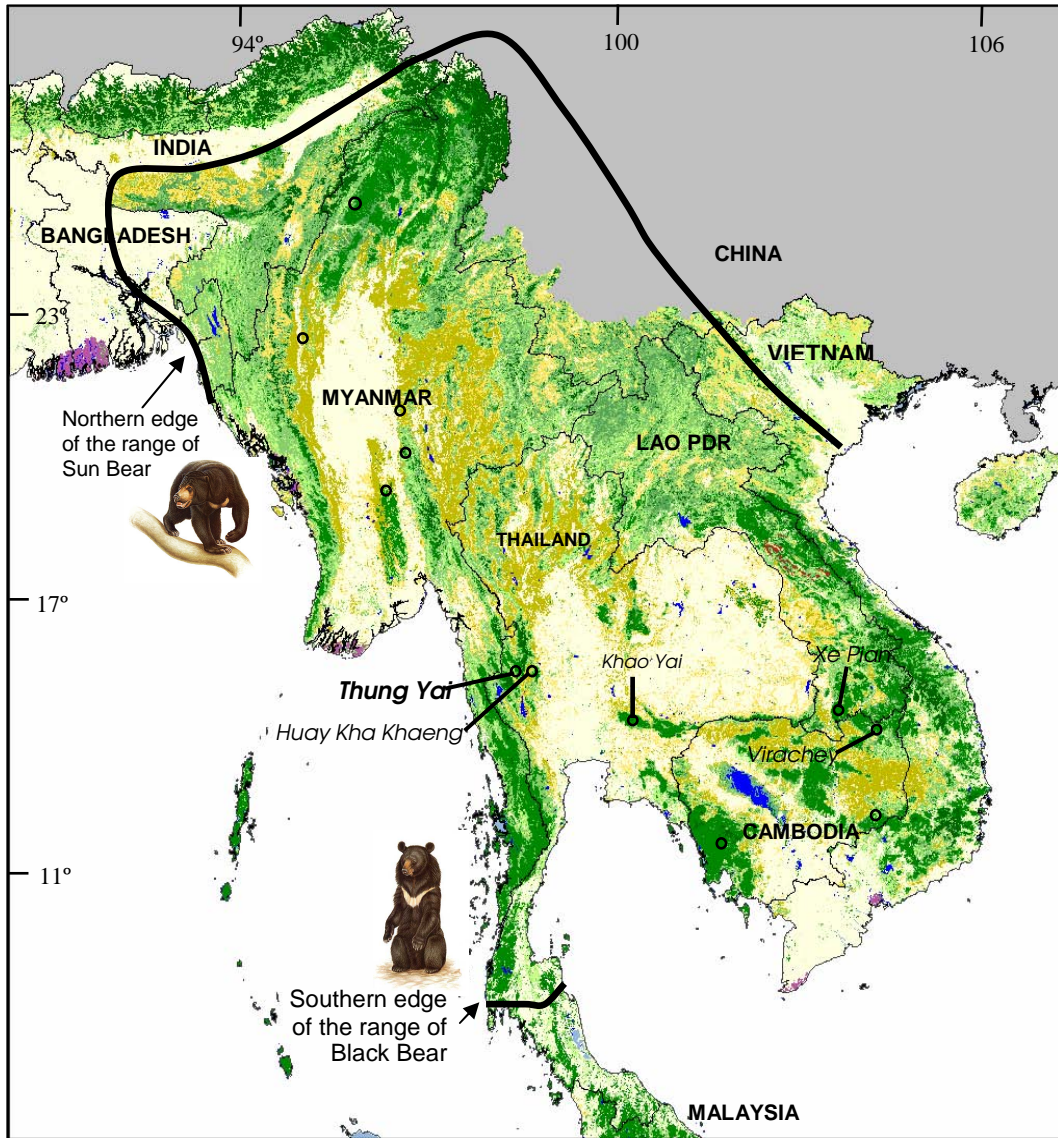 94º
100
106
INDIA
BANGLADESH
CHINA
23º
VIETNAM
MYANMAR
Northern edge
of the range of
Sun Bear
LAO PDR
THAILAND
17º
Khao Yai
Xe Pian
Thung Yai
Huay Kha Khaeng
Virachey
CAMBODIA
11º
Southern edge
of the range of
Black Bear
MALAYSIA